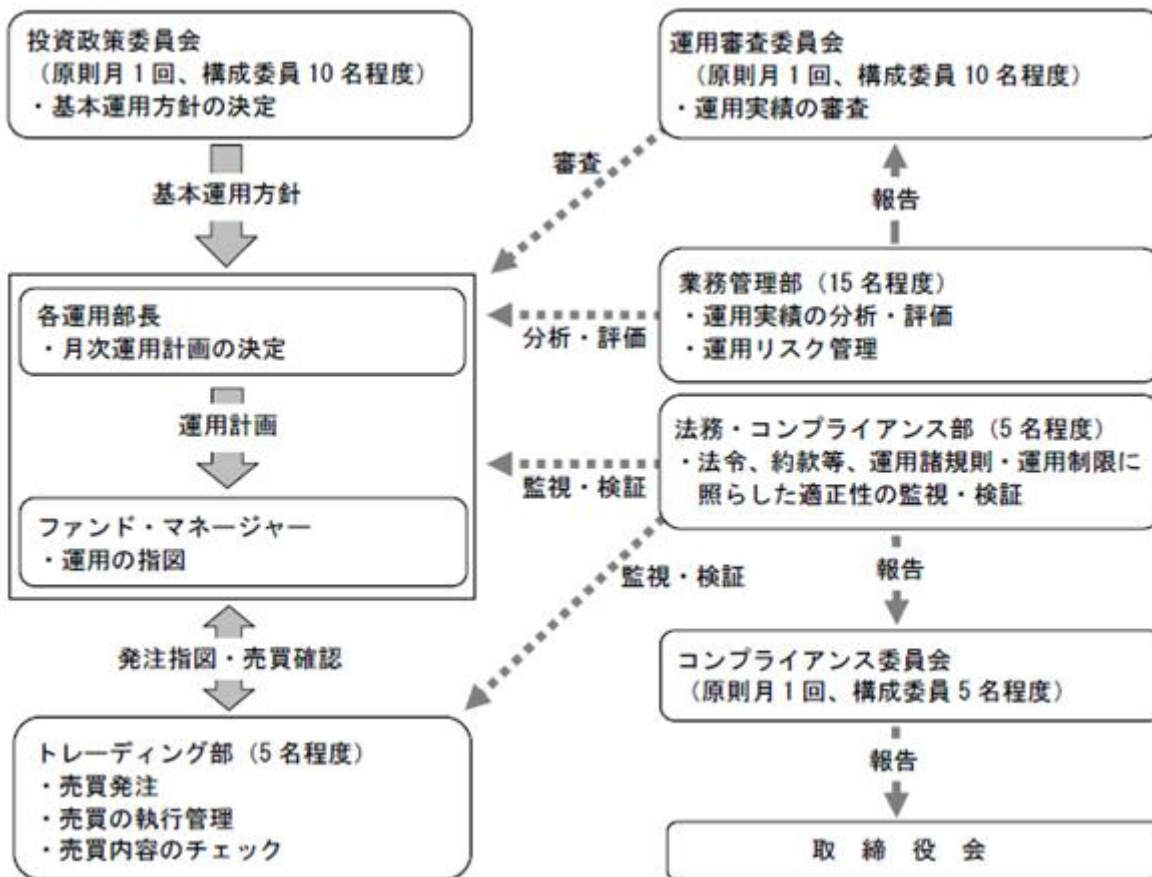 投資政策委員会
（原則月1回、構成委員10名程度）
・基本運用方針の決定
基本運用方針
各運用部長
・月次運用計画の決定
運用計画
ファンド・マネージャー
・運用の指図
発注指図・売買確認
トレーディング部（5名程度）
・売買発注
・売買の執行管理
・売買内容のチェック
運用審査委員会
（原則月1回、構成委員10名程度）
・運用実績の審査
審査
報告
業務管理部（15名程度）
・運用実績の分析・評価
・運用リスク管理
分析・評価
法務・コンプライアンス部（5名程度）
・法令、約款等、運用諸規則・運用制限に
照らした適正性の監視・検証
監視・検証
監視・検証
報告
コンプライアンス委員会
（原則月1回、構成委員5名程度）
報告
取　締　役　会